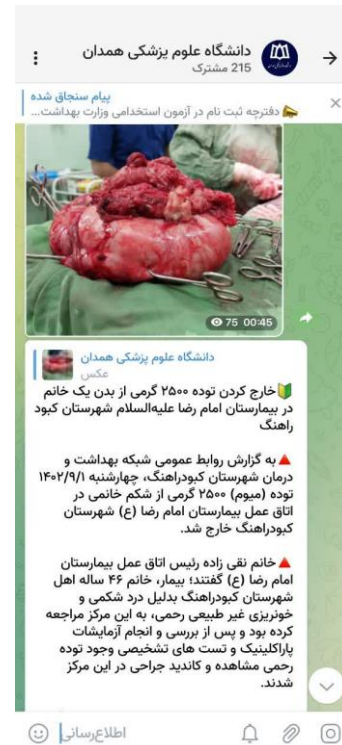 دانشگاه علوم پزشکی همدان
215 مشترک
پیام سنجاق شده
دفترچه ثبت نام در آزمون استخدامی وزارت بهداشت...
75 00:45
دانشگاه علوم پزشکی همدان
عکس
🔰خارج کردن توده ۲۵۰۰ گرمی از بدن یک خانم
در بیمارستان امام رضا علیه‌السلام شهرستان کبود
راهنگ
🔺به گزارش روابط عمومی شبکه بهداشت و
درمان شهرستان کبودراهنگ، چهارشنبه ۱۴۰۲/۹/۱
توده (میوم) ۲۵۰۰ گرمی از شکم خانمی در
اتاق عمل بیمارستان امام رضا (ع) شهرستان
کبودراهنگ خارج شد.
🔺خانم نقی زاده رئیس اتاق عمل بیمارستان
امام رضا (ع) گفتند؛ بیمار، خانم ۴۶ ساله اهل
شهرستان کبودراهنگ بدلیل درد شکمی و
خونریزی غیر طبیعی رحمی، به این مرکز مراجعه
کرده بود و پس از بررسی و انجام آزمایشات
پاراکلینیک و تست های تشخیصی وجود توده
رحمی مشاهده و کاندید جراحی در این مرکز
شدند.
اطلاع‌رسانی